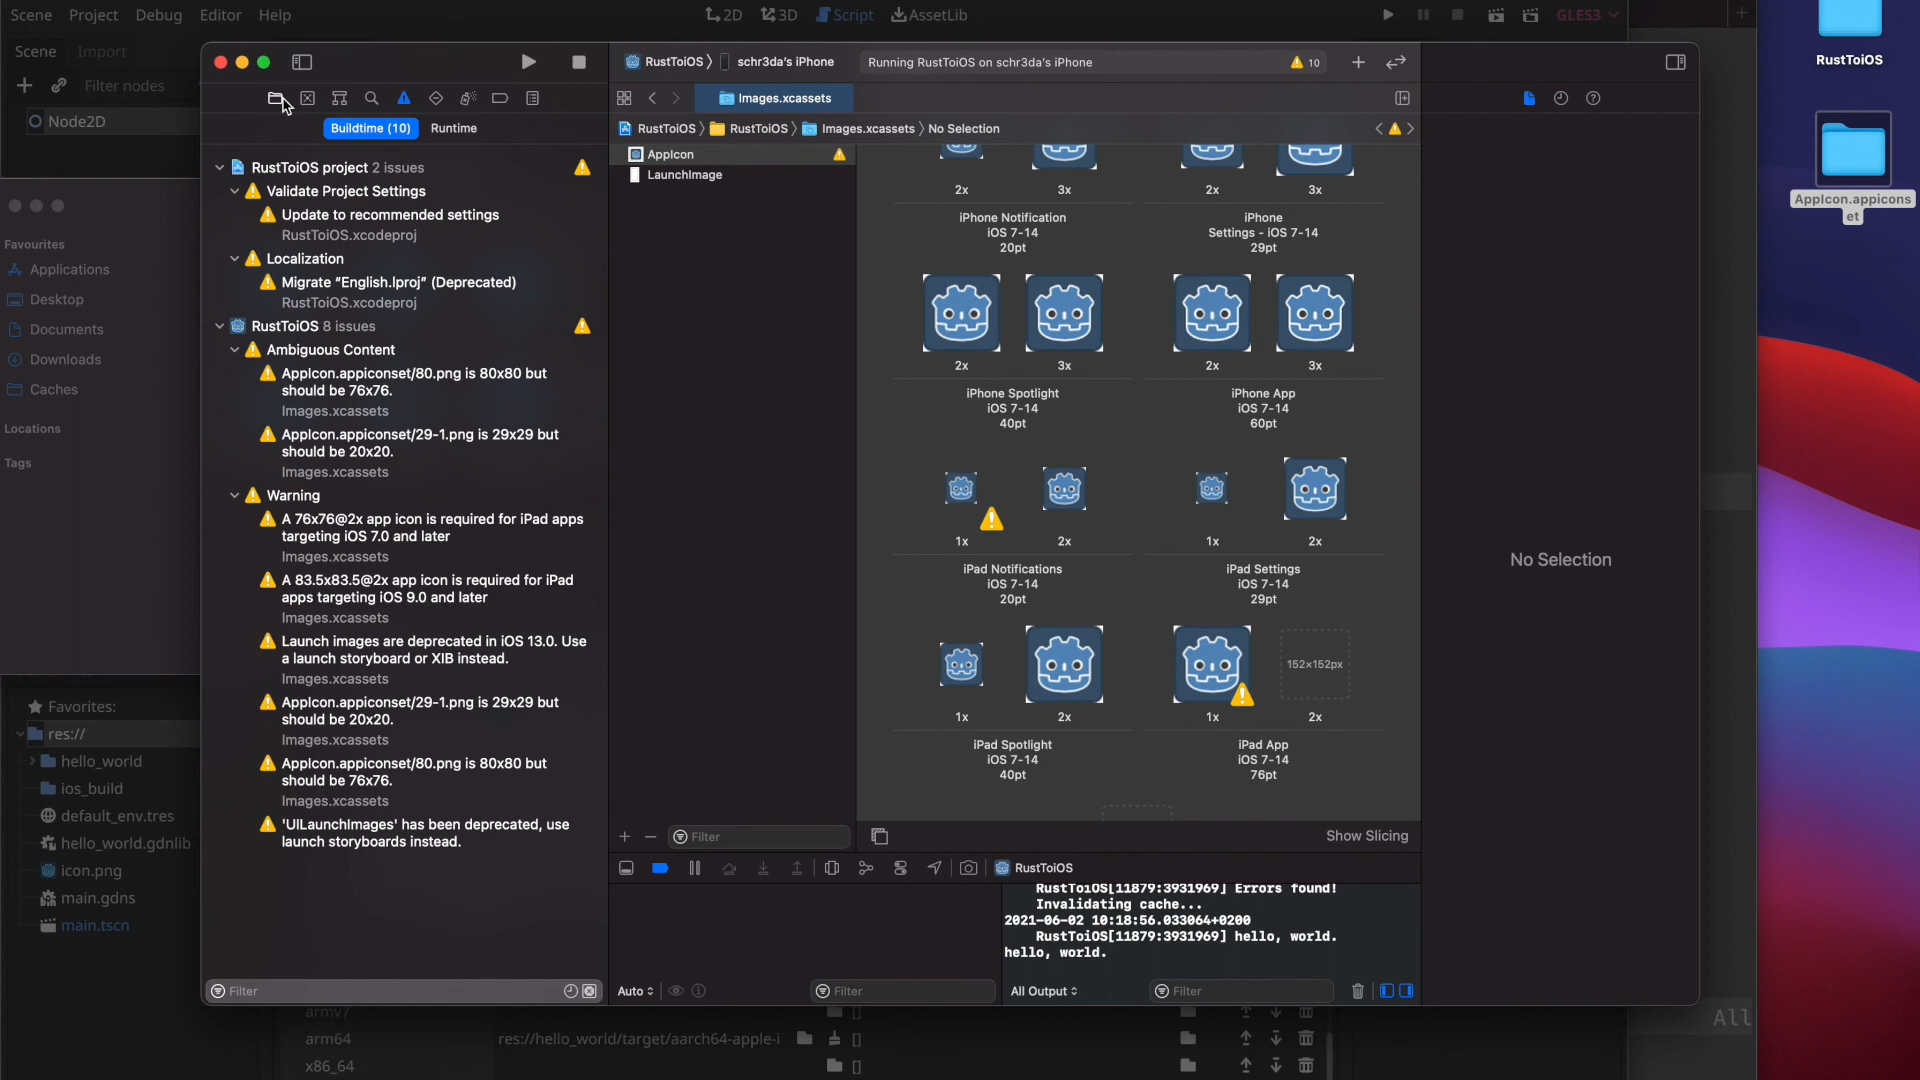 Scene Project Debug Editor Help
2D 3D Script AssetLib
GLES3
Scene Import
Filter nodes
Node2D
Favourites
Applications
Desktop
Documents
Downloads
Caches
Locations
Tags
Favorites:
res://
hello_world
ios_build
default_env.tres
hello_world.gdnlib
icon.png
main.gdns
main.tscn
RustToiOS
schr3da's iPhone
Running RustToiOS on schr3da's iPhone
10
Buildtime (10) Runtime
RustToiOS project 2 issues
Validate Project Settings
Update to recommended settings
RustToiOS.xcodeproj
Localization
Migrate “English.lproj” (Deprecated)
RustToiOS.xcodeproj
RustToiOS 8 issues
Ambiguous Content
AppIcon.appiconset/80.png is 80x80 but
should be 76x76.
Images.xcassets
AppIcon.appiconset/29-1.png is 29x29 but
should be 20x20.
Images.xcassets
Warning
A 76x76@2x app icon is required for iPad apps
targeting iOS 7.0 and later
Images.xcassets
A 83.5x83.5@2x app icon is required for iPad
apps targeting iOS 9.0 and later
Images.xcassets
Launch images are deprecated in iOS 13.0. Use
a launch storyboard or XIB instead.
Images.xcassets
AppIcon.appiconset/29-1.png is 29x29 but
should be 20x20.
Images.xcassets
AppIcon.appiconset/80.png is 80x80 but
should be 76x76.
Images.xcassets
'UILaunchImages' has been deprecated, use
launch storyboards instead.
Filter
Images.xcassets
RustToiOS RustToiOS Images.xcassets No Selection
AppIcon
LaunchImage
2x 3x 2x 3x
iPhone Notification
iOS 7-14
20pt
iPhone
Settings - iOS 7-14
29pt
2x 3x 2x 3x
iPhone Spotlight
iOS 7-14
40pt
iPhone App
iOS 7-14
60pt
1x 2x 1x 2x
iPad Notifications
iOS 7-14
20pt
iPad Settings
iOS 7-14
29pt
152×152px
1x 2x 1x 2x
iPad Spotlight
iOS 7-14
40pt
iPad App
iOS 7-14
76pt
Filter
Show Slicing
RustToiOS
RustToiOS[11879:3931969] Errors found!
Invalidating cache...
2021-06-02 10:18:56.033064+0200
RustToiOS[11879:3931969] hello, world.
hello, world.
Auto
Filter
All Output
Filter
No Selection
RustToiOS
AppIcon.appicons
et
armv7 []
arm64 res://hello_world/target/aarch64-apple-i []
x86_64 []
All